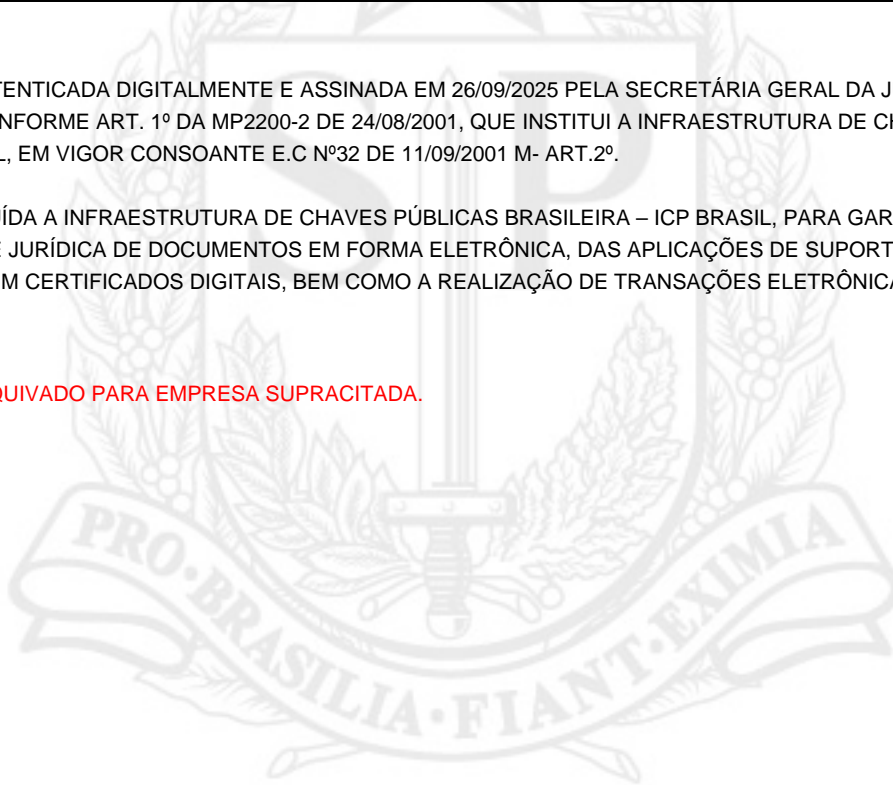 TENTICADA DIGITALMENTE E ASSINADA EM 26/09/2025 PELA SECRETÁRIA GERAL DA J
NFORME ART. 1º DA MP2200-2 DE 24/08/2001, QUE INSTITUI A INFRAESTRUTURA DE CH
L, EM VIGOR CONSOANTE E.C Nº32 DE 11/09/2001 M- ART.2º.
ÍDA A INFRAESTRUTURA DE CHAVES PÚBLICAS BRASILEIRA – ICP BRASIL, PARA GAR
E JURÍDICA DE DOCUMENTOS EM FORMA ELETRÔNICA, DAS APLICAÇÕES DE SUPORT
M CERTIFICADOS DIGITAIS, BEM COMO A REALIZAÇÃO DE TRANSAÇÕES ELETRÔNICA
QUIVADO PARA EMPRESA SUPRACITADA.
SP
PRO·BRASILIA·FIANT·EXIMIA